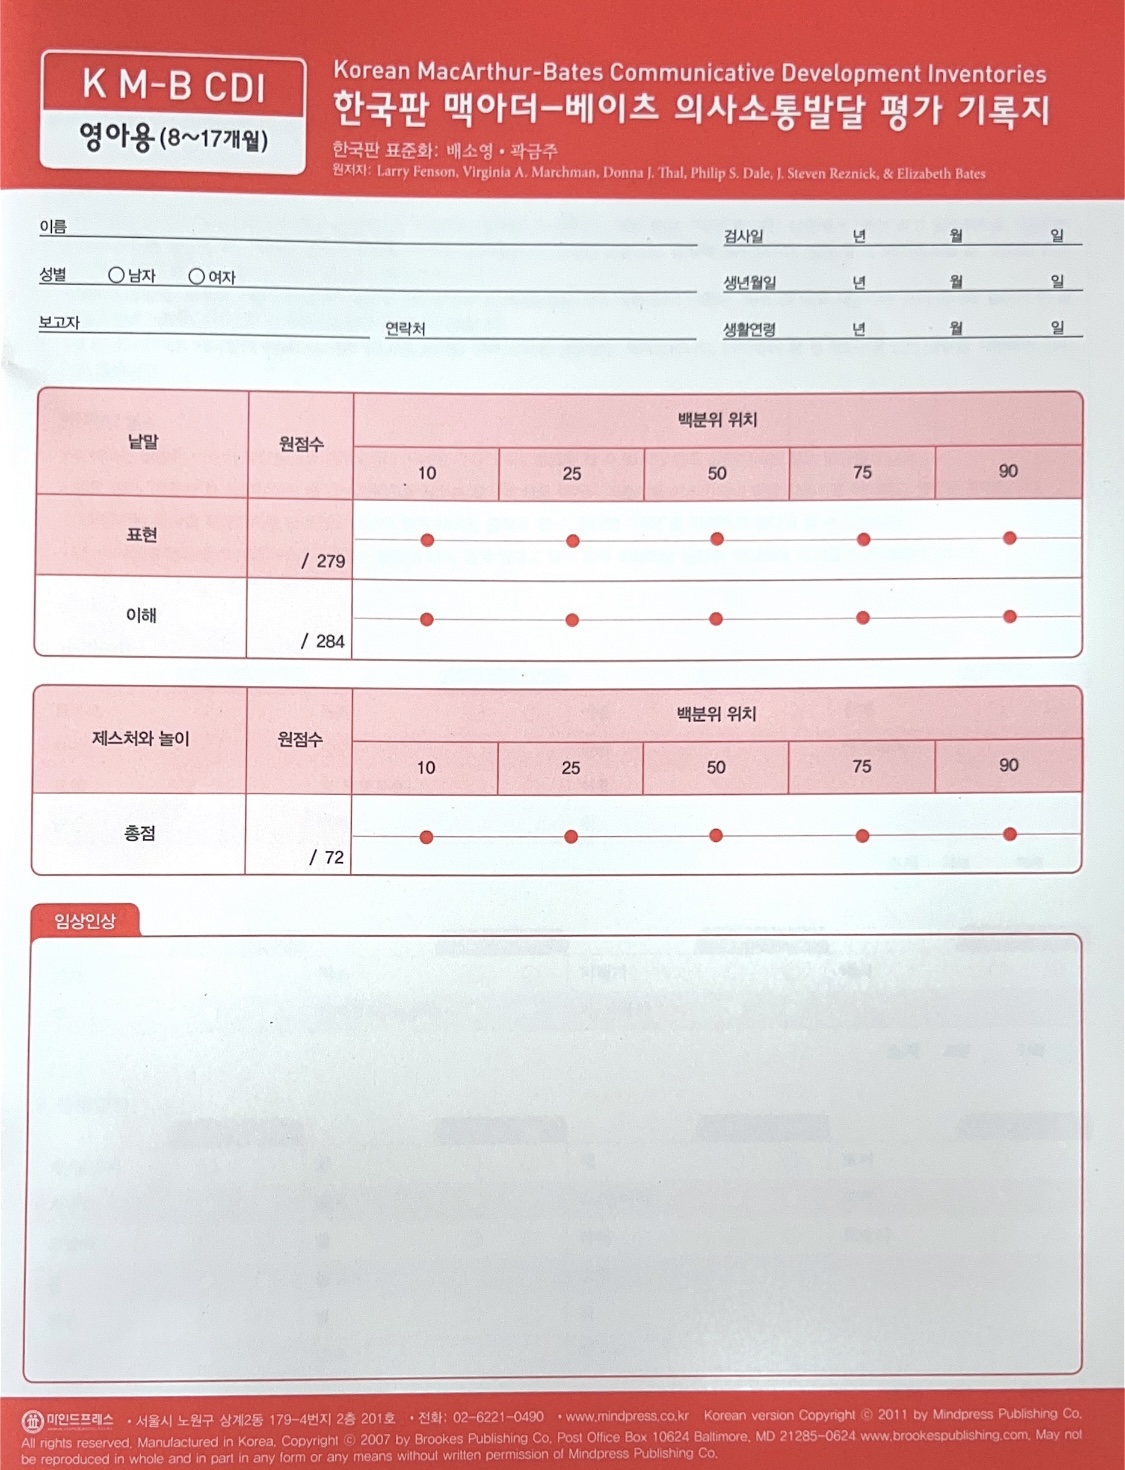 K M-B CDI
영아용(8~17개월)
Korean MacArthur-Bates Communicative Development Inventories
한국판 맥아더-베이츠 의사소통발달 평가 기록지
한국판 표준화: 배소영 • 곽금주
원저자: Larry Fenson, Virginia A. Marchman, Donna J. Thal, Philip S. Dale, J. Steven Reznick, & Elizabeth Bates
이름
검사일 년 월 일
성별 ○남자 ○여자
생년월일 년 월 일
보고자 연락처
생활연령 년 월 일
낱말 원점수 백분위 위치
10 25 50 75 90
표현 / 279
이해 / 284
제스처와 놀이 원점수 백분위 위치
10 25 50 75 90
총점 / 72
임상인상
마인드프레스 • 서울시 노원구 상계2동 179-4번지 2층 201호 • 전화: 02-6221-0490 • www.mindpress.co.kr Korean version Copyright ⓒ 2011 by Mindpress Publishing Co.
All rights reserved. Manufactured in Korea. Copyright ⓒ 2007 by Brookes Publishing Co. Post Office Box 10624 Baltimore, MD 21285-0624 www.brookespublishing.com. May not
be reproduced in whole and in part in any form or any means without written permission of Mindpress Publishing Co.